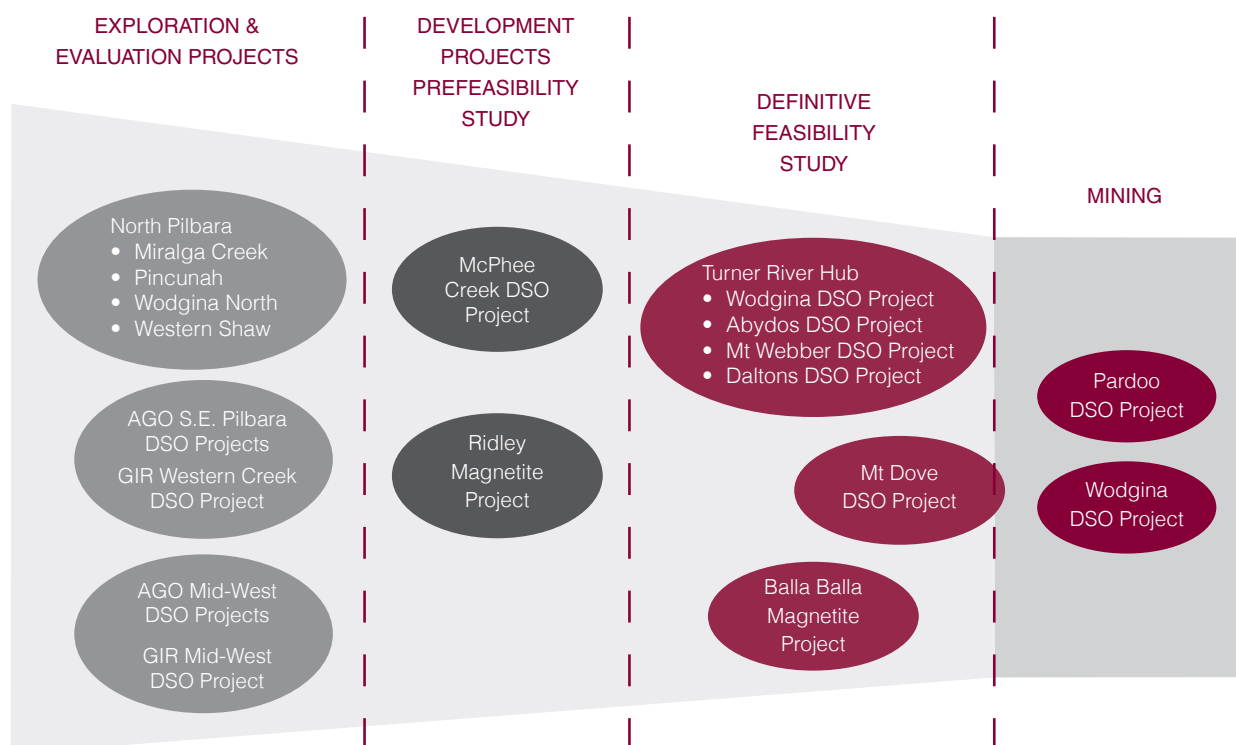 EXPLORATION &
EVALUATION PROJECTS
North Pilbara
• Miralga Creek
• Pincunah
• Wodgina North
• Western Shaw
AGO S.E. Pilbara
DSO Projects
GIR Western Creek
DSO Project
AGO Mid-West
DSO Projects
GIR Mid-West
DSO Project
DEVELOPMENT
PROJECTS
PREFEASIBILITY
STUDY
McPhee
Creek DSO
Project
Ridley
Magnetite
Project
DEFINITIVE
FEASIBILITY
STUDY
Turner River Hub
• Wodgina DSO Project
• Abydos DSO Project
• Mt Webber DSO Project
• Daltons DSO Project
Mt Dove
DSO Project
Balla Balla
Magnetite
Project
MINING
Pardoo
DSO Project
Wodgina
DSO Project